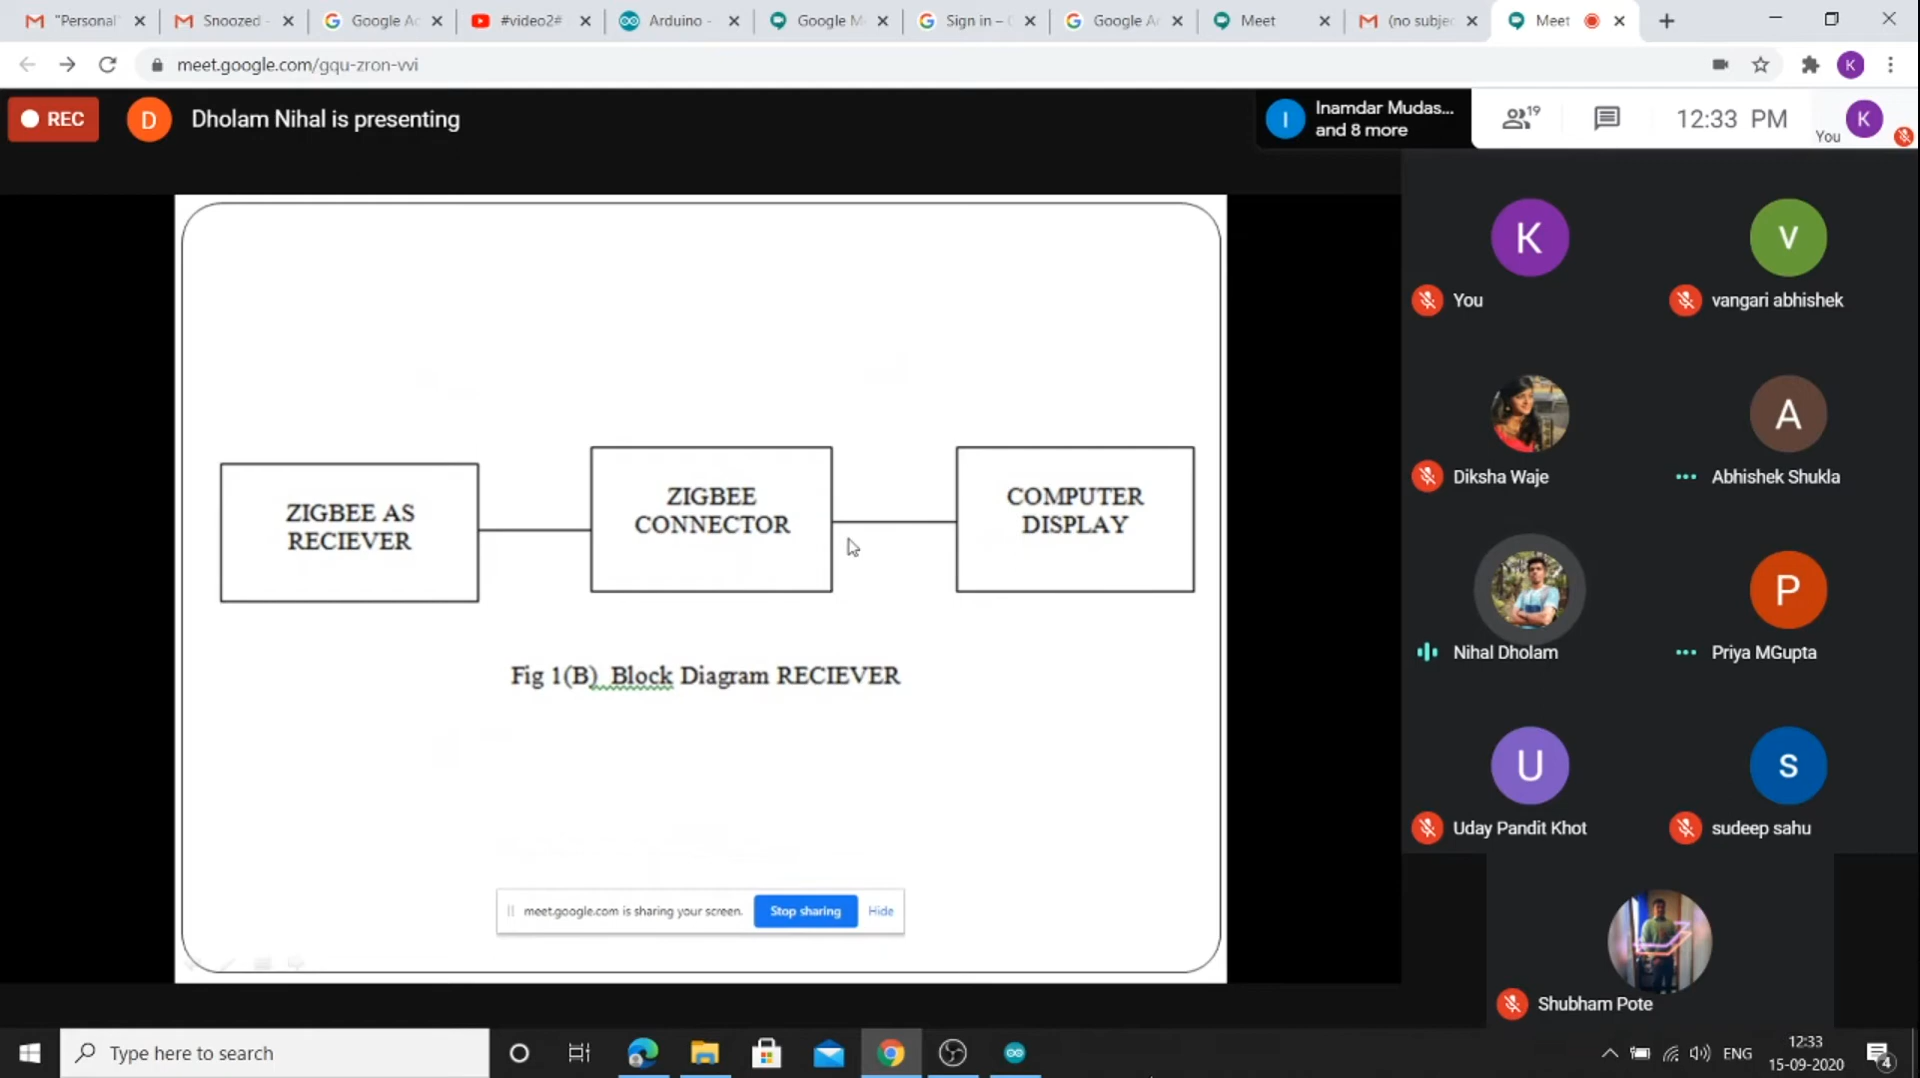 "Personal"
Snoozed -
Google Ac
#video2#
Arduino -
Google M
Sign in –
Google A
Meet
(no subjec
Meet
meet.google.com/gqu-zron-vvi
K
REC
D
Dholam Nihal is presenting
I
Inamdar Mudas...
and 8 more
19
12:33 PM
You
K
K
You
V
vangari abhishek
Diksha Waje
A
Abhishek Shukla
Nihal Dholam
P
Priya MGupta
U
Uday Pandit Khot
S
sudeep sahu
Shubham Pote
ZIGBEE AS
RECIEVER
ZIGBEE
CONNECTOR
COMPUTER
DISPLAY
Fig 1(B) Block Diagram RECIEVER
meet.google.com is sharing your screen.
Stop sharing
Hide
Type here to search
ENG
12:33
15-09-2020
4